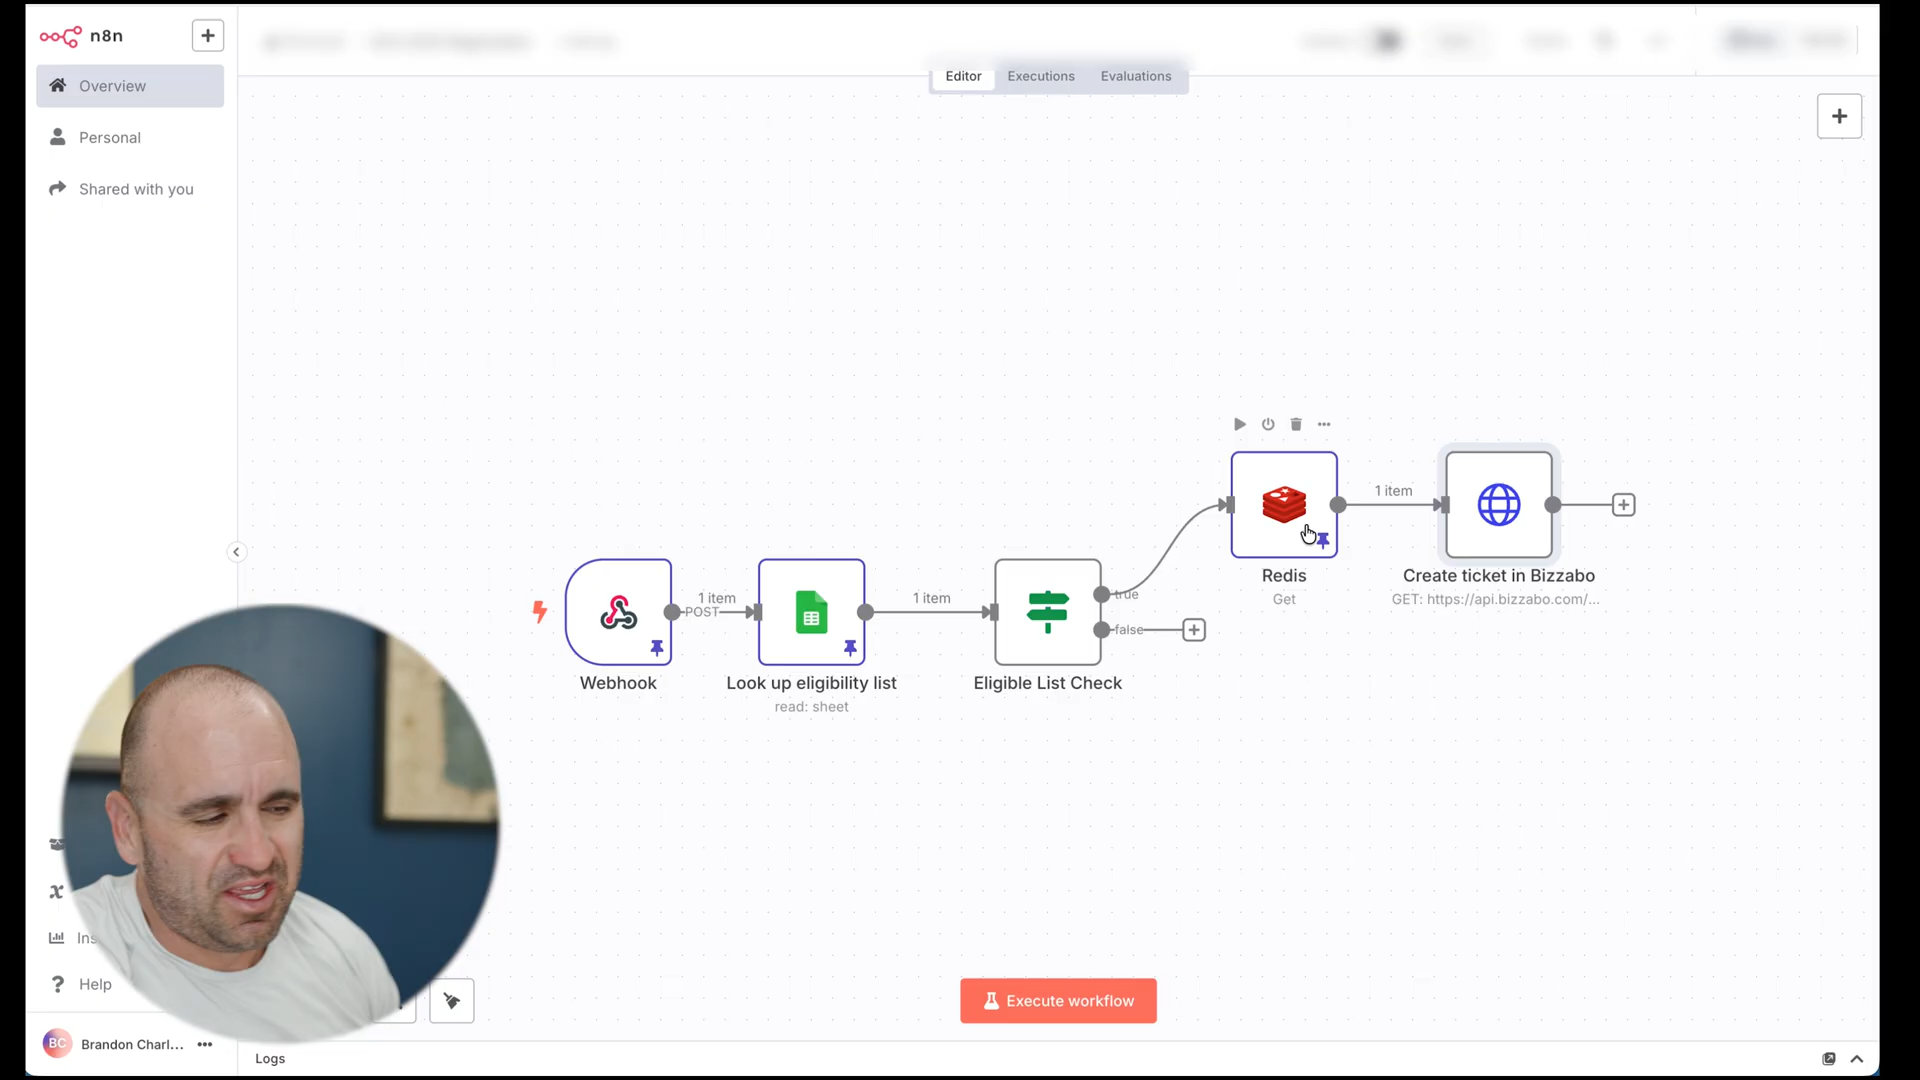 n8n
Overview
Personal
Shared with you
Editor
Executions
Evaluations
1 item
Redis
Get
Create ticket in Bizzabo
GET: https://api.bizzabo.com/...
1 item
POST
1 item
true
false
Webhook
Look up eligibility list
read: sheet
Eligible List Check
Ins
Help
Execute workflow
BC
Brandon Charl...
Logs